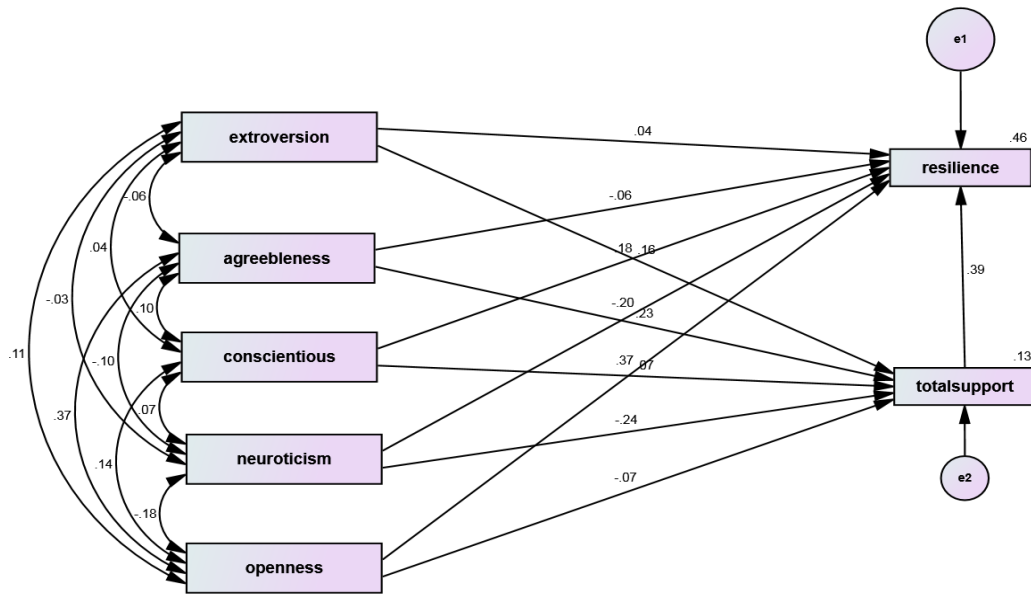 e1
.46
.04
extroversion
resilience
-.06
-.06
agreebleness
.04
.18
.16
-.03
.39
.10
-.20
.23
.11
conscientious
-.10
.37
.07
.13
totalsupport
.37
.07
-.24
neuroticism
.14
e2
-.07
-.18
openness